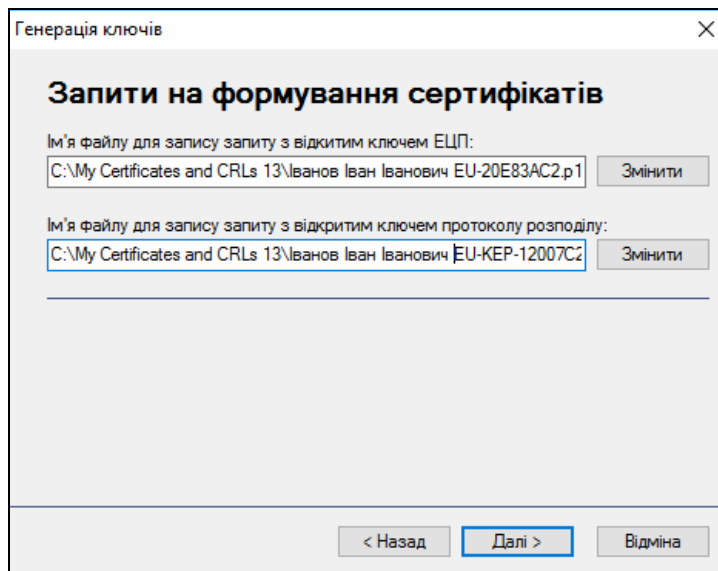 Генерація ключів
Запити на формування сертифікатів
Ім'я файлу для запису запиту з відкитим ключем ЕЦП:
C:\My Certificates and CRLs 13\Іванов Іван Іванович EU-20E83AC2.p1
Змінити
Ім'я файлу для запису запиту з відкритим ключем протоколу розподілу:
C:\My Certificates and CRLs 13\Іванов Іван Іванович EU-KEP-12007C2
Змінити
< Назад
Далі >
Відміна